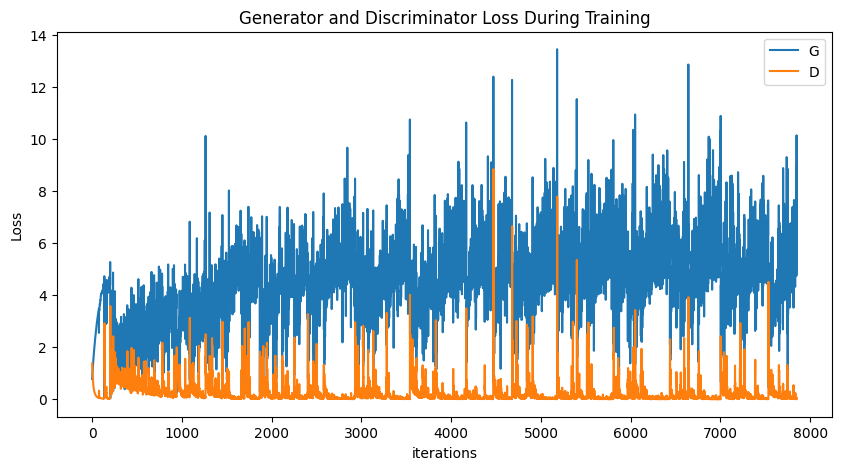 Generator and Discriminator Loss During Training
14
12
10
8
6
4
2
0
Loss
G
D
0 1000 2000 3000 4000 5000 6000 7000 8000
iterations